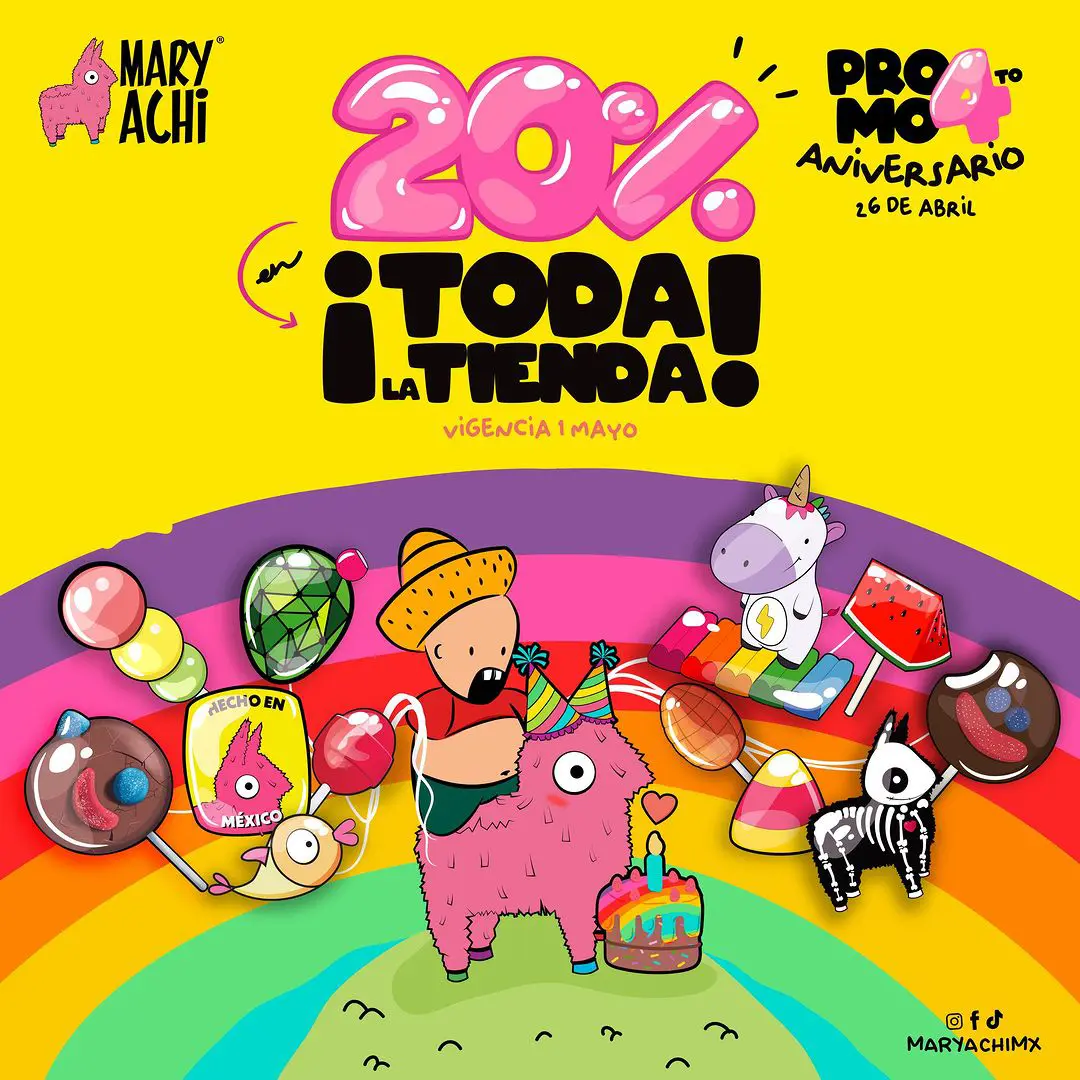 MARY
ACHi
20%
en
¡TODA
LA TIENDA!
ViGENCiA 1 MAYO
PRO
MO 4 TO
ANiVERSARiO
26 DE ABRiL
HECHO EN
MÉXICO
MARYACHIMX